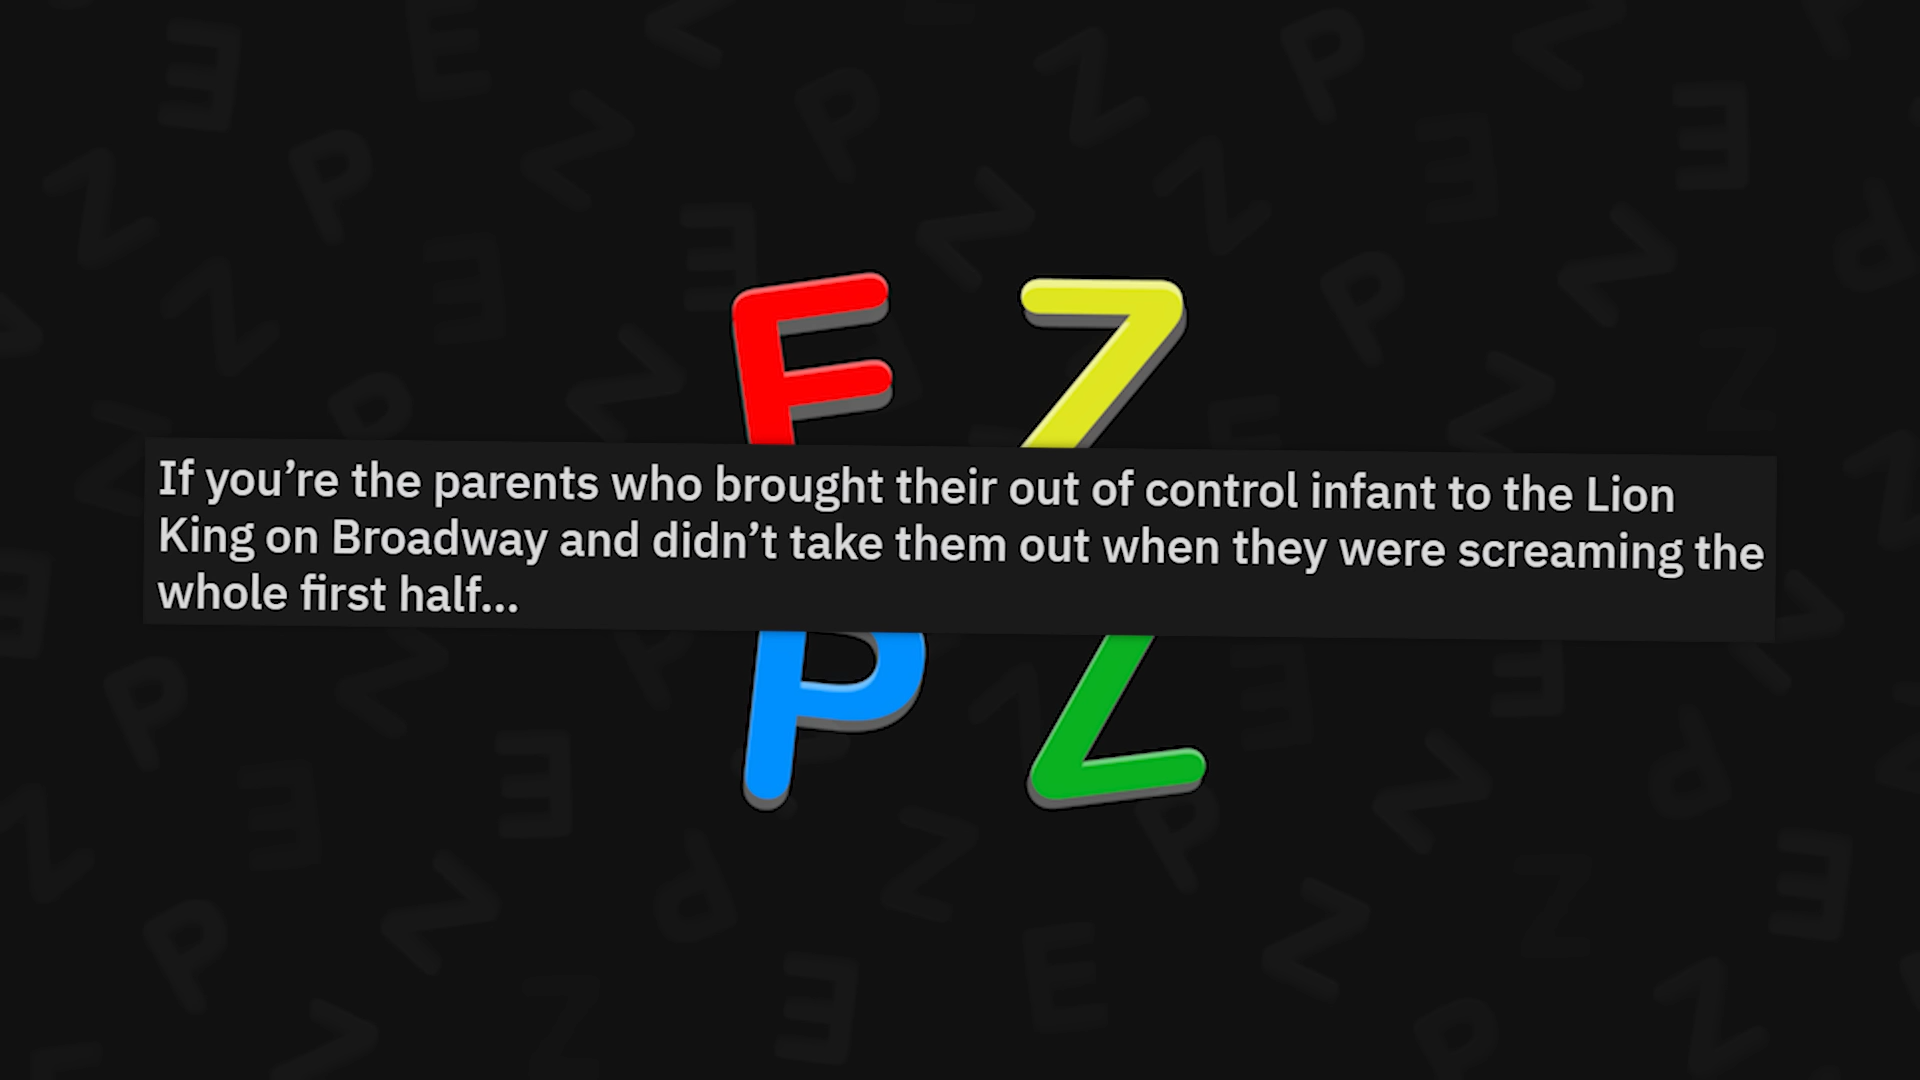 E Z
If you’re the parents who brought their out of control infant to the Lion
King on Broadway and didn’t take them out when they were screaming the
whole first half...
P Z